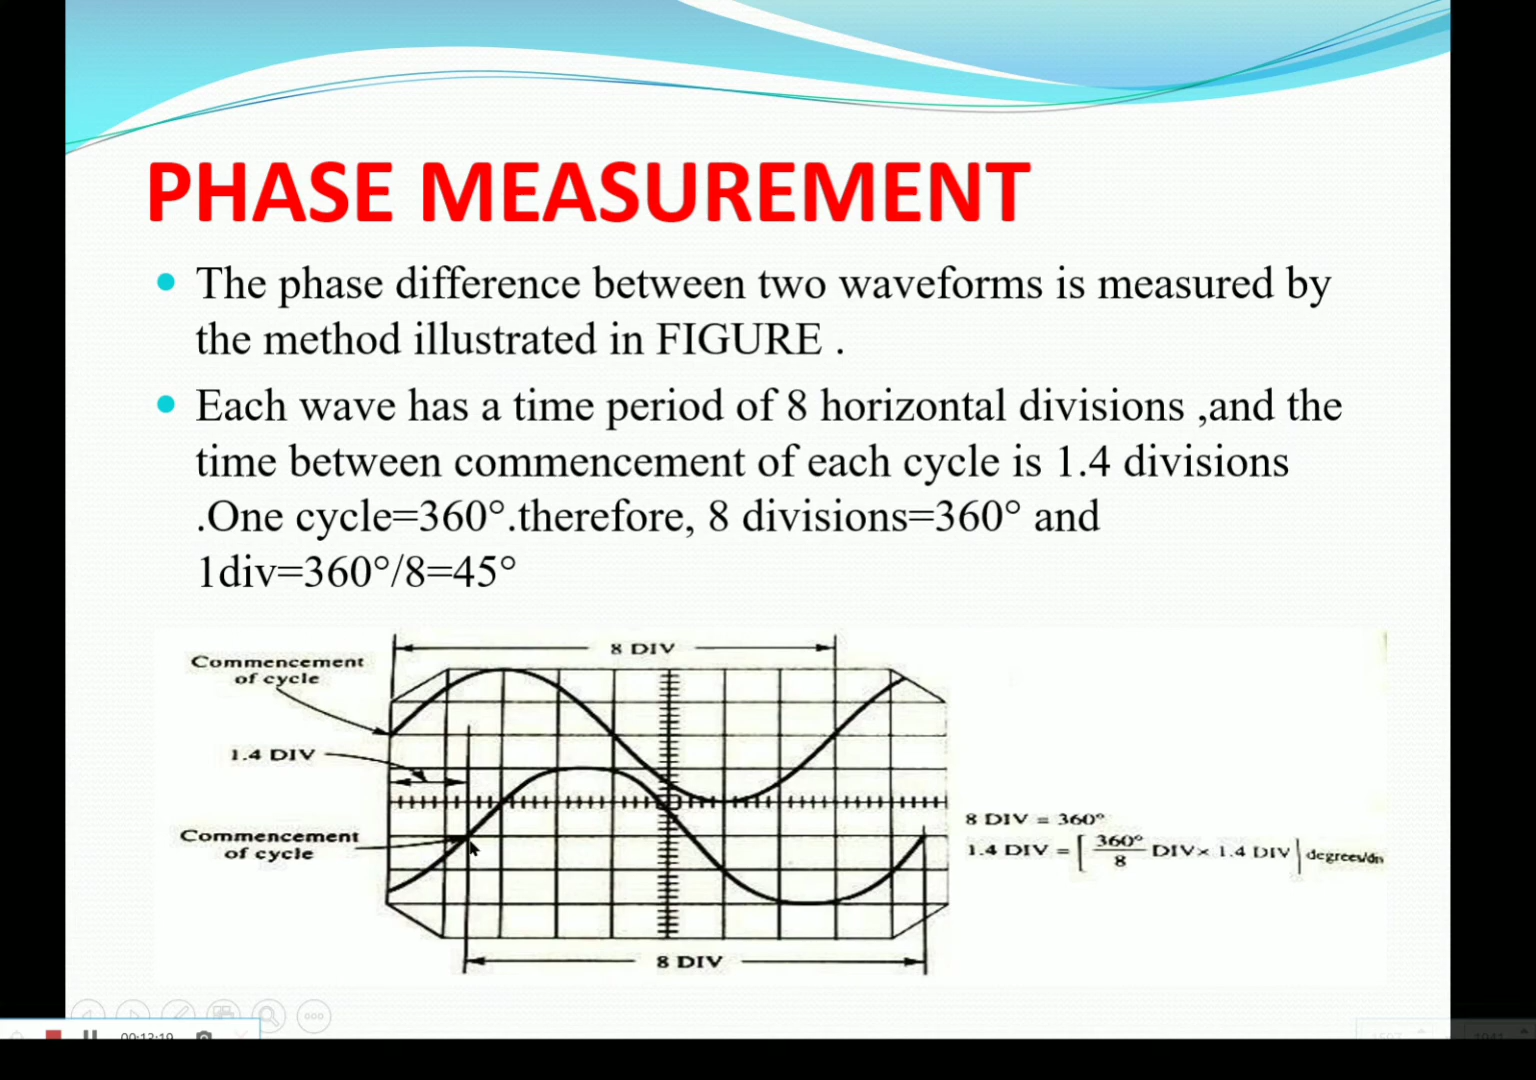 PHASE MEASUREMENT
• The phase difference between two waveforms is measured by
the method illustrated in FIGURE .
• Each wave has a time period of 8 horizontal divisions ,and the
time between commencement of each cycle is 1.4 divisions
.One cycle=360°.therefore, 8 divisions=360° and
1div=360°/8=45°
8 DIV
Commencement
of cycle
1.4 DIV
Commencement
of cycle
8 DIV = 360°
1.4 DIV = [ 360°/8 DIV× 1.4 DIV |
8 DIV
00:12:19